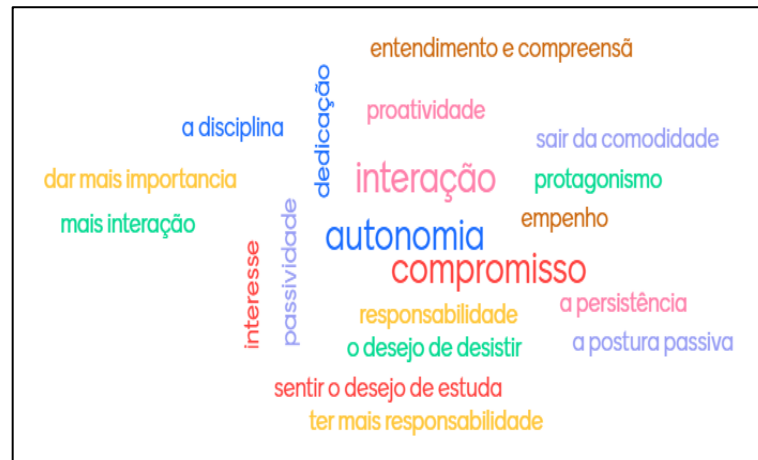 entendimento e compreensã
dedicação
proatividade
a disciplina
sair da comodidade
dar mais importancia
interação
protagonismo
mais interação
passividade
empenho
autonomia
interesse
compromisso
a persistência
responsabilidade
o desejo de desistir
a postura passiva
sentir o desejo de estuda
ter mais responsabilidade